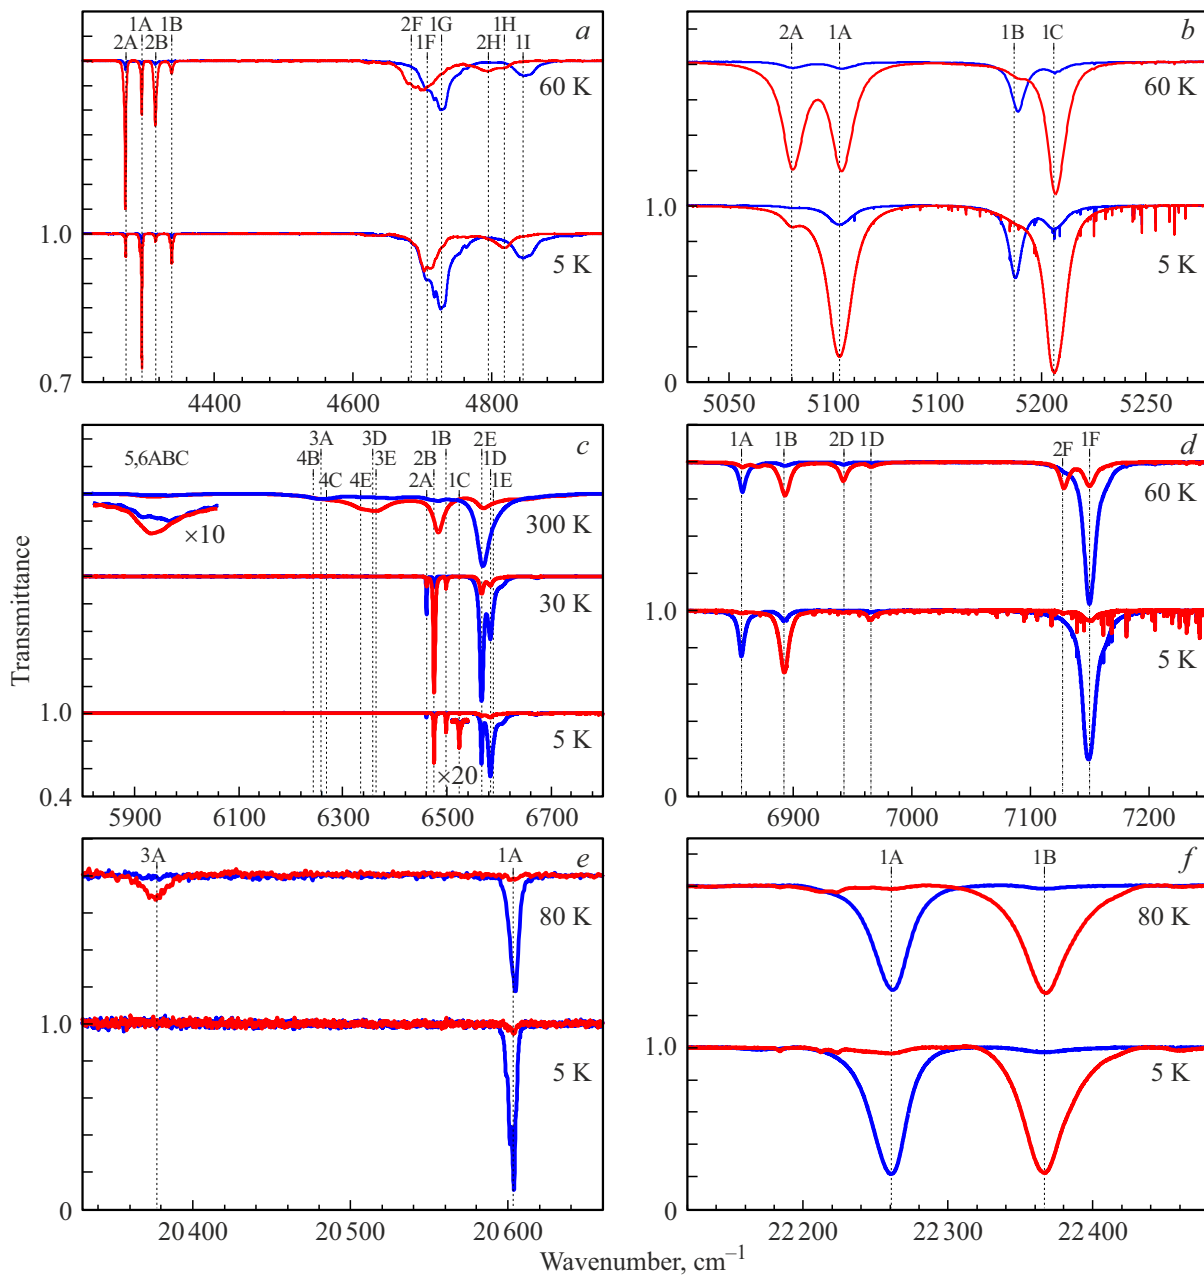 1A 1B 2F 1G 1H
2A 2B 1F 2H 1I
a
60 K
1.0
5 K
0.7
4400 4600 4800
2A 1A 1B 1C
b
60 K
1.0
5 K
0
5050 5100 5100 5200 5250
3A 3D 1B 2E
5,6ABC 4B 2B 1D
4C 4E 3E 2A 1C 1E
c
×10
300 K
30 K
1.0
5 K
×20
0.4
5900 6100 6300 6500 6700
1A 1B 2D 1D 2F 1F
d
60 K
1.0
5 K
0
6900 7000 7100 7200
3A 1A
e
80 K
1.0
5 K
0
20 400 20 500 20 600
1A 1B
f
80 K
1.0
5 K
0
22 200 22 300 22 400
Transmittance
Wavenumber, cm⁻¹